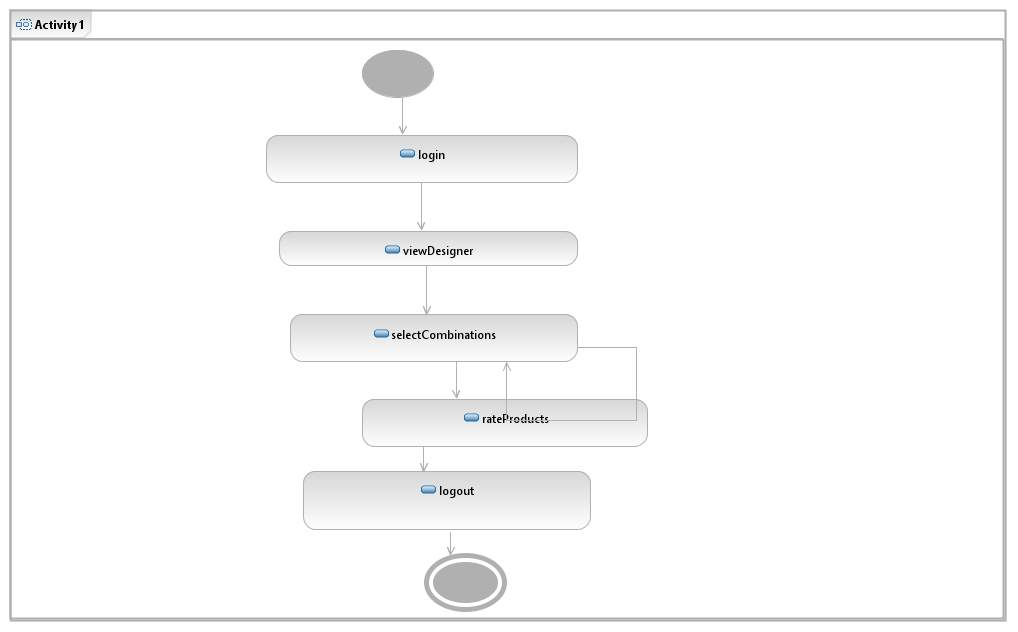 Activity1
login
viewDesigner
selectCombinations
rateProducts
logout